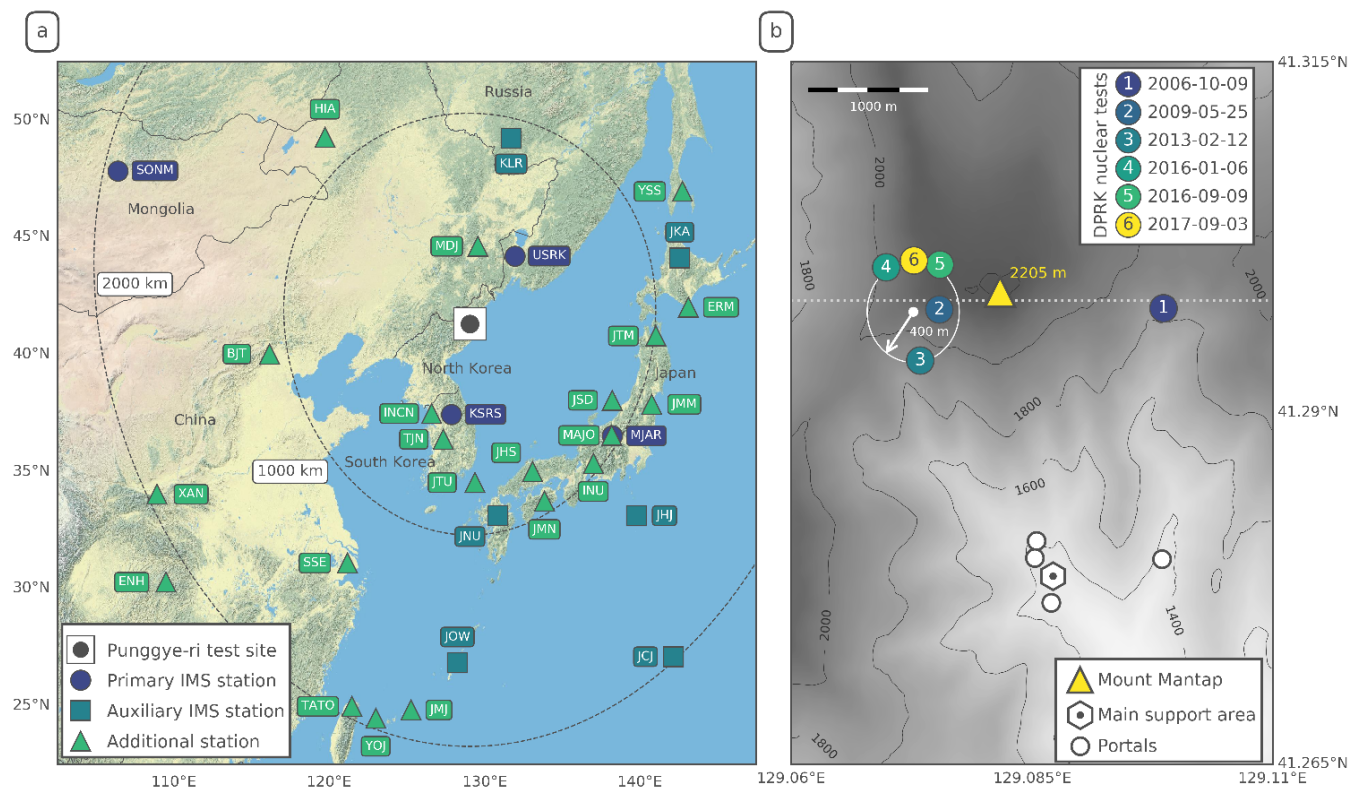 a
50°N
45°N
40°N
35°N
30°N
25°N
110°E
120°E
130°E
140°E
Russia
HIA
KLR
SONM
Mongolia
YSS
JKA
MDJ
USRK
2000 km
ERM
JTM
BJT
North Korea
Japan
JSD
JMM
China
INCN
KSRS
TJN
MAJO
MJAR
South Korea
JHS
1000 km
JTU
INU
XAN
JHJ
JMN
JNU
SSE
ENH
JOW
JCJ
TATO
JMJ
YOJ
Punggye-ri test site
Primary IMS station
Auxiliary IMS station
Additional station
b
41.315°N
41.29°N
41.265°N
129.06°E
129.085°E
129.11°E
1000 m
DPRK nuclear tests
1 2006-10-09
2 2009-05-25
3 2013-02-12
4 2016-01-06
5 2016-09-09
6 2017-09-03
2000
1800
4
6
5
2205 m
2000
2
1
400 m
3
1800
1600
2000
1400
1800
Mount Mantap
Main support area
Portals